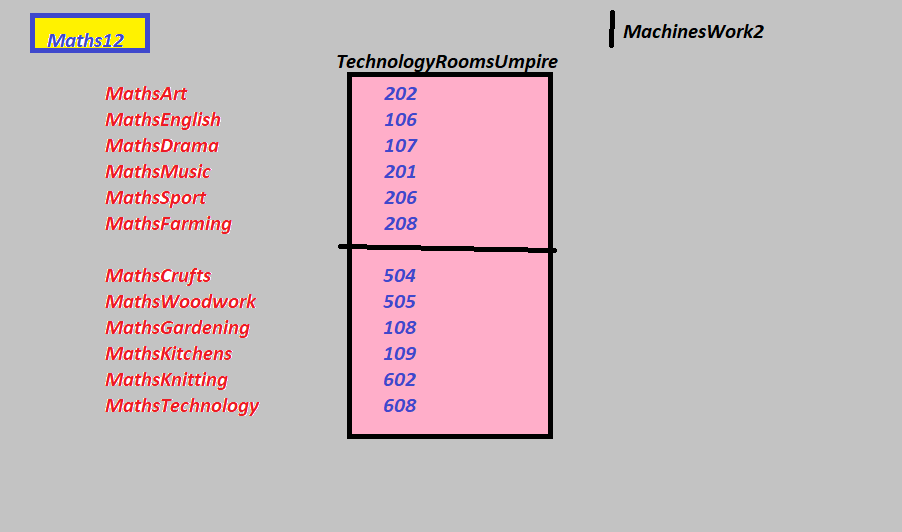 Maths12
MachinesWork2
TechnologyRoomsUmpire
MathsArt 202
MathsEnglish 106
MathsDrama 107
MathsMusic 201
MathsSport 206
MathsFarming 208
MathsCrufts 504
MathsWoodwork 505
MathsGardening 108
MathsKitchens 109
MathsKnitting 602
MathsTechnology 608